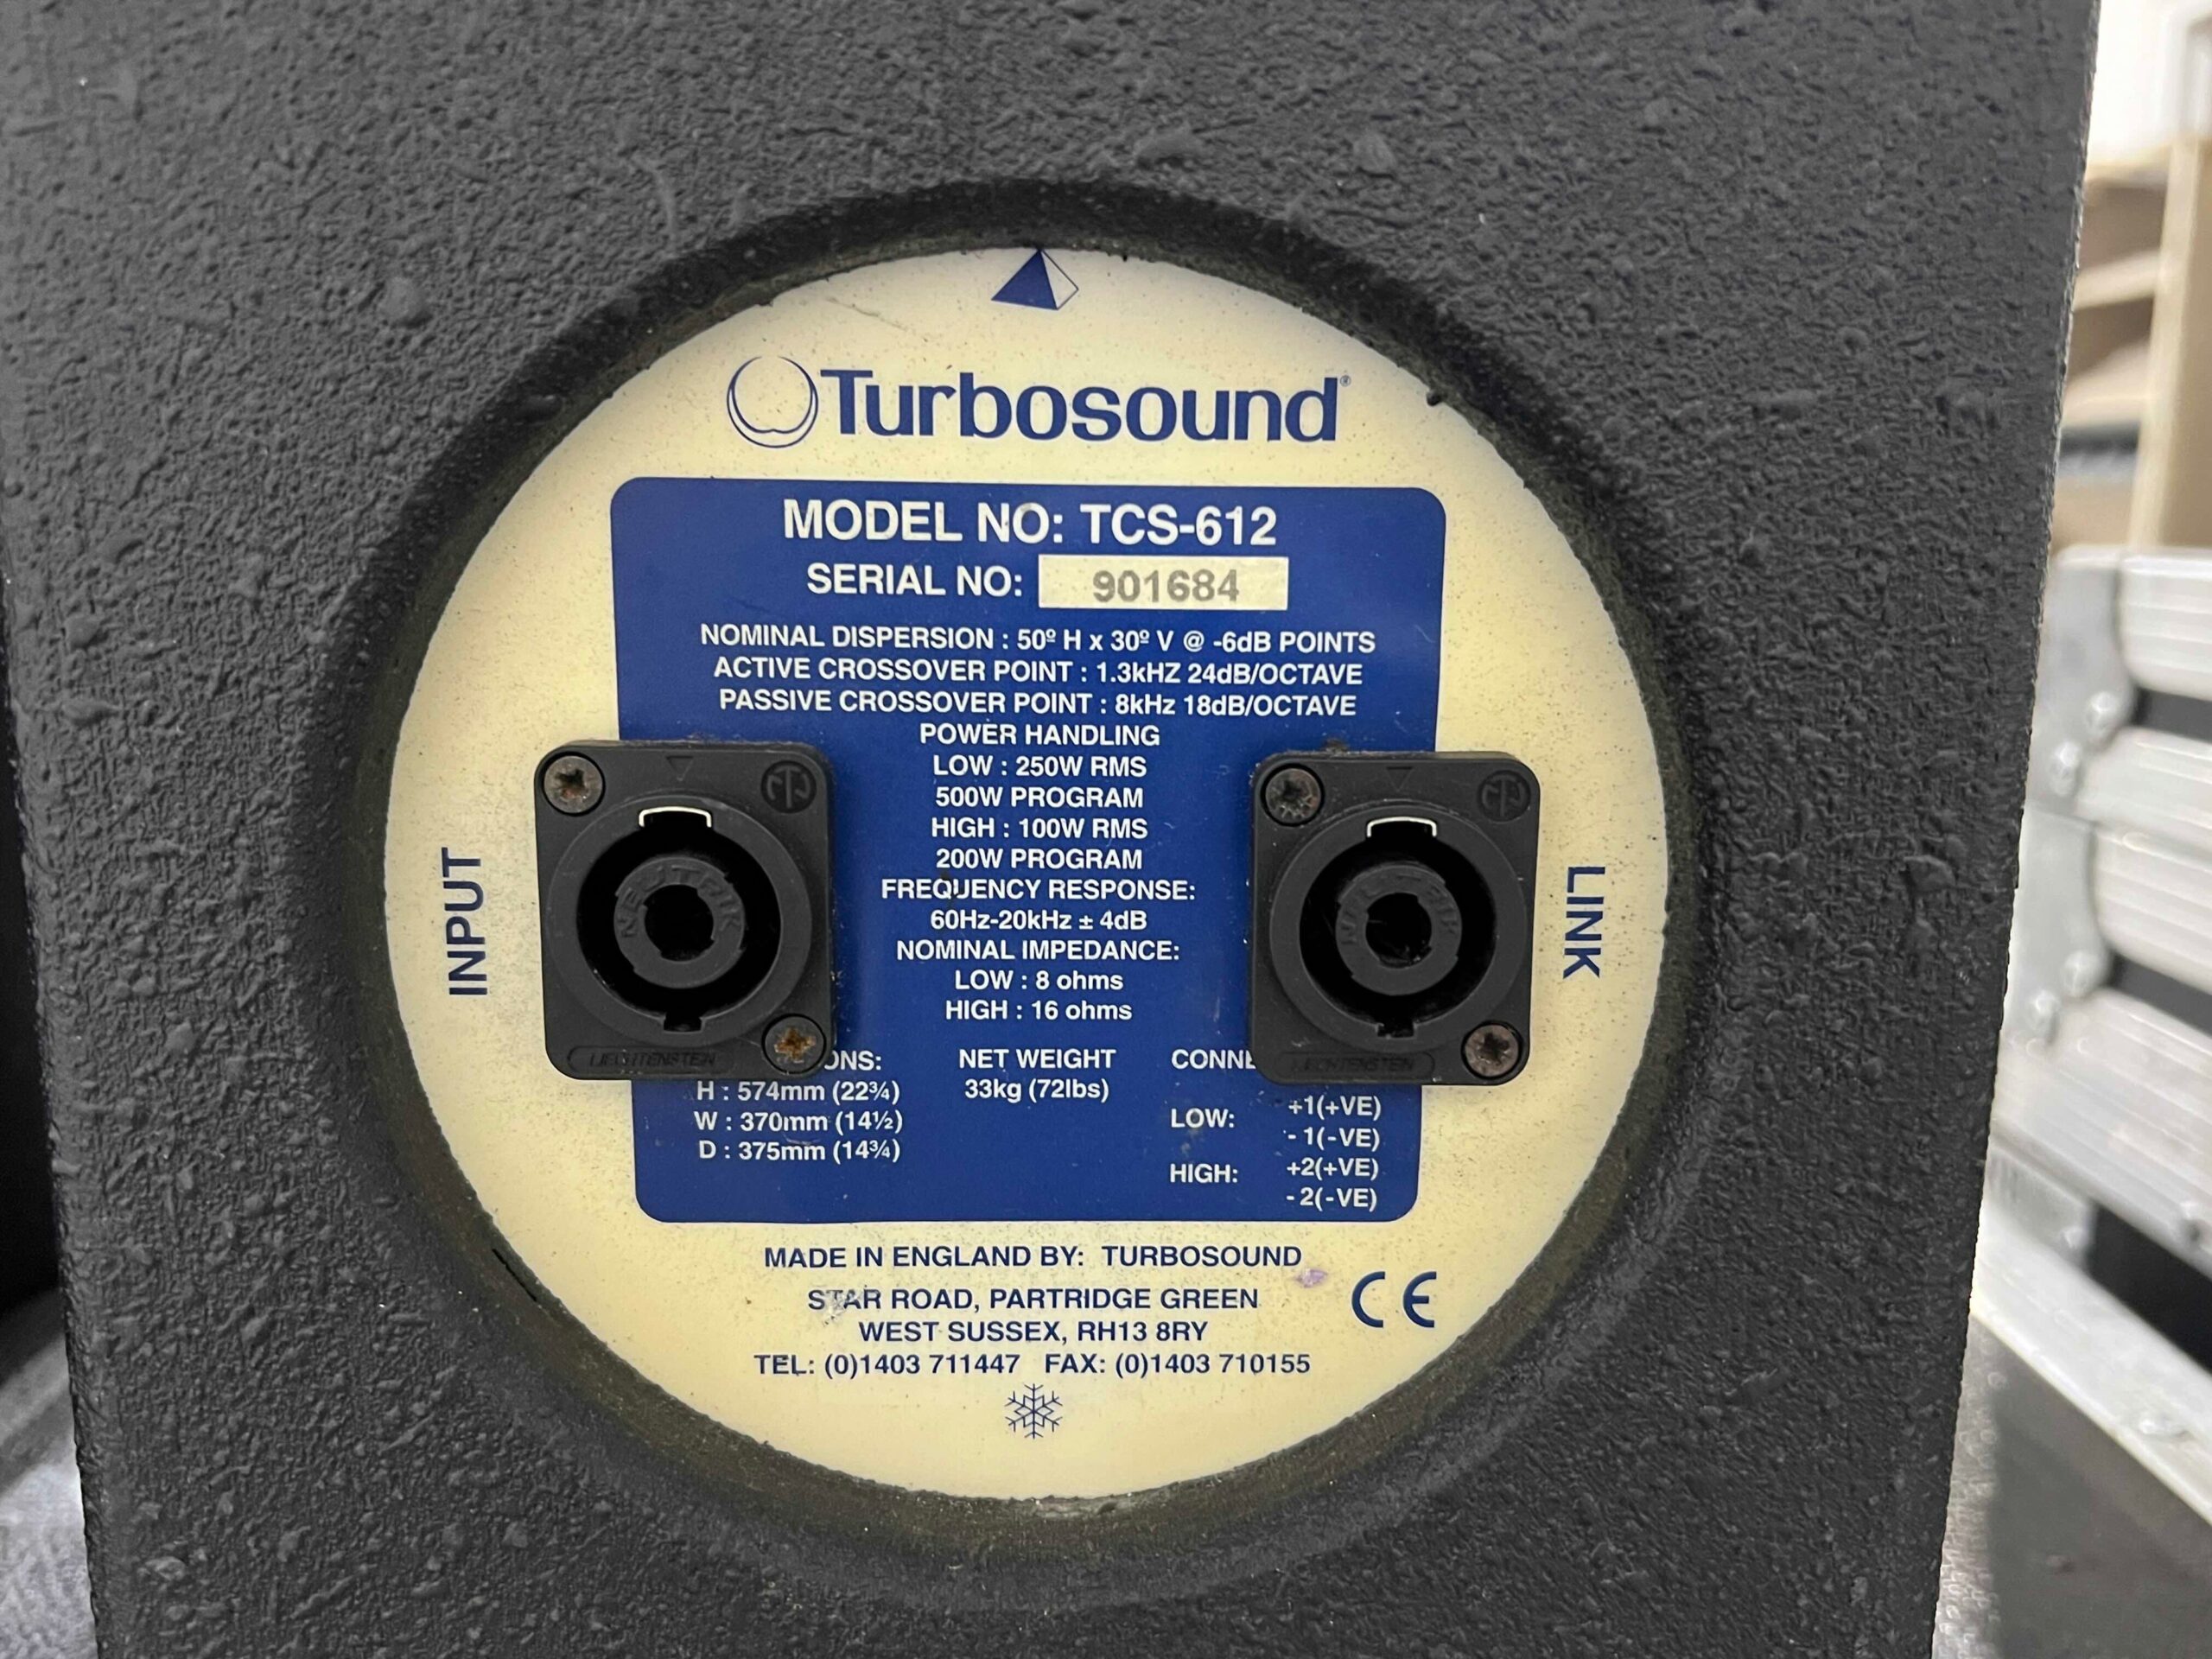 Turbosound®
MODEL NO: TCS-612
SERIAL NO: 901684
NOMINAL DISPERSION : 50º H x 30º V @ -6dB POINTS
ACTIVE CROSSOVER POINT : 1.3kHZ 24dB/OCTAVE
PASSIVE CROSSOVER POINT : 8kHz 18dB/OCTAVE
POWER HANDLING
LOW : 250W RMS
500W PROGRAM
HIGH : 100W RMS
200W PROGRAM
FREQUENCY RESPONSE:
60Hz-20kHz ± 4dB
NOMINAL IMPEDANCE:
LOW : 8 ohms
HIGH : 16 ohms
INPUT
NEUTRIK
LIECHTENSTEIN
LINK
NEUTRIK
LIECHTENSTEIN
H : 574mm (22¾)
W : 370mm (14½)
D : 375mm (14¾)
NET WEIGHT
33kg (72lbs)
LOW: +1(+VE)
- 1(-VE)
HIGH: +2(+VE)
- 2(-VE)
MADE IN ENGLAND BY: TURBOSOUND
STAR ROAD, PARTRIDGE GREEN
WEST SUSSEX, RH13 8RY
TEL: (0)1403 711447 FAX: (0)1403 710155
CE